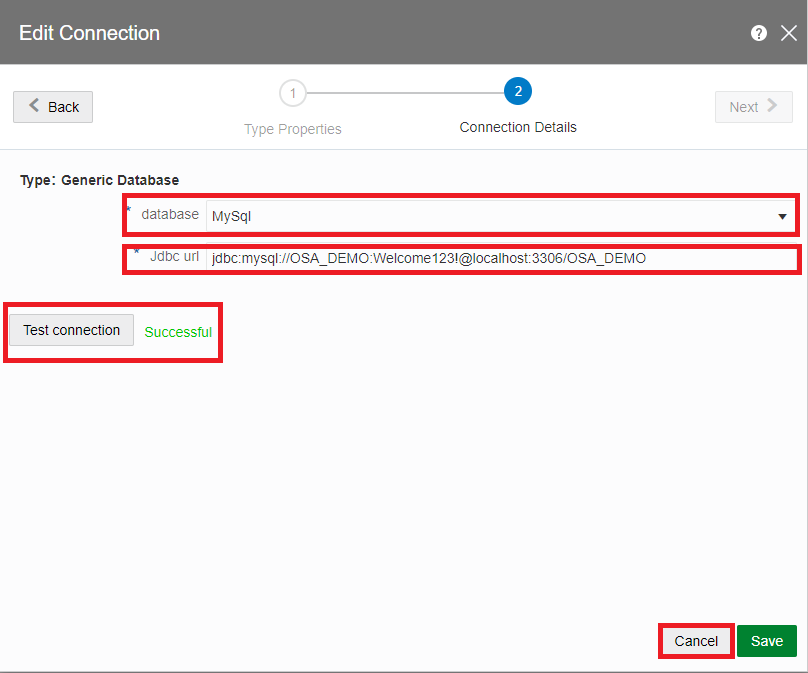 Edit Connection
?
Back
1
2
Next
Type Properties
Connection Details
Type: Generic Database
* database MySql
* Jdbc url jdbc:mysql://OSA_DEMO:Welcome123!@localhost:3306/OSA_DEMO
Test connection Successful
Cancel Save